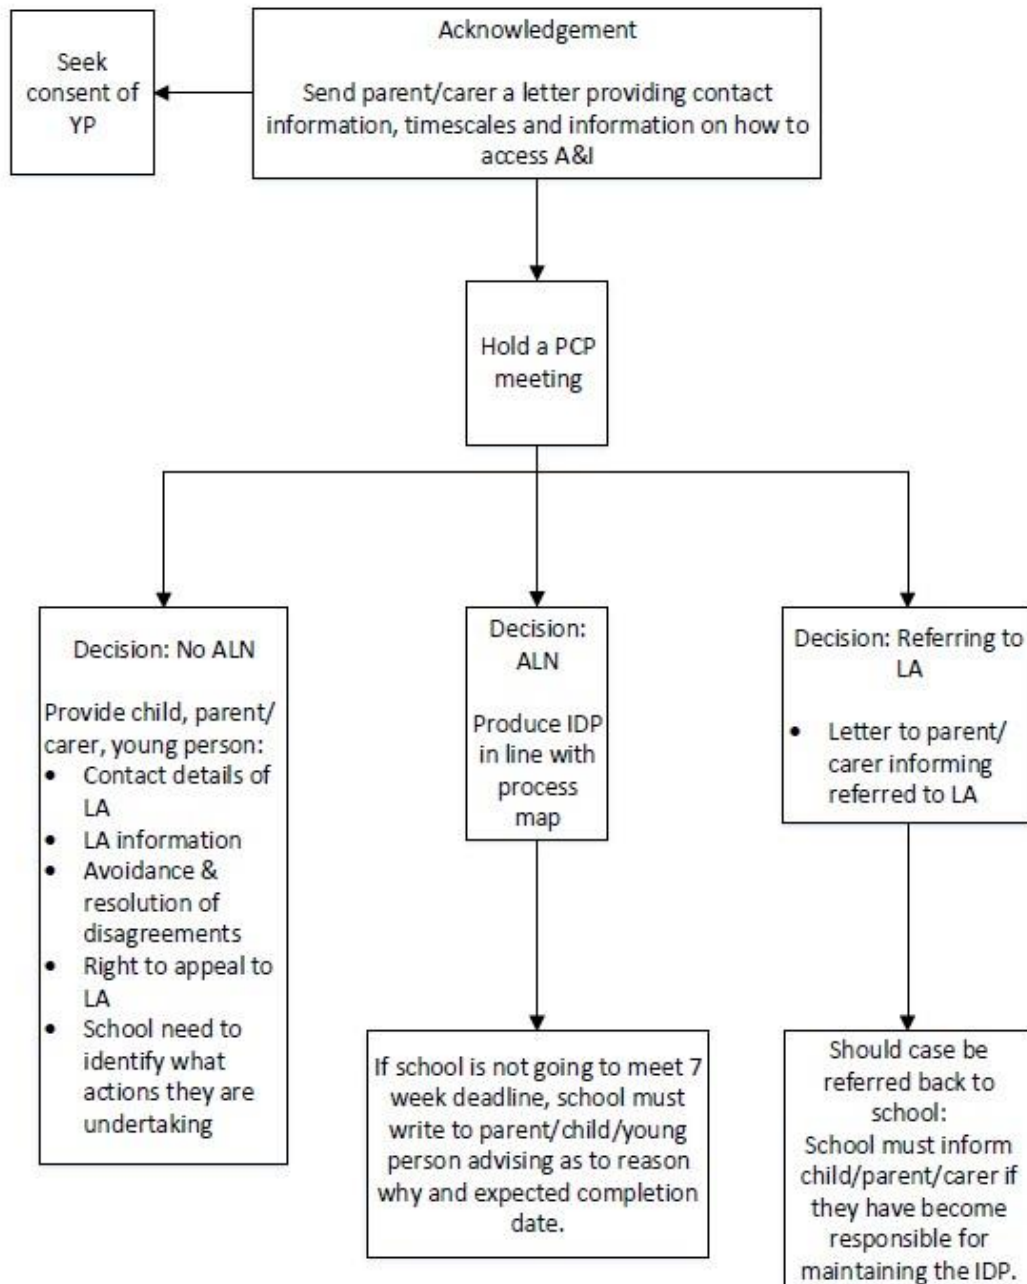 Seek
consent of
YP
Acknowledgement
Send parent/carer a letter providing contact
information, timescales and information on how to
access A&I
Hold a PCP
meeting
Decision: No ALN
Provide child, parent/
carer, young person:
• Contact details of
LA
• LA information
• Avoidance &
resolution of
disagreements
• Right to appeal to
LA
• School need to
identify what
actions they are
undertaking
Decision:
ALN
Produce IDP
in line with
process
map
Decision: Referring to
LA
• Letter to parent/
carer informing
referred to LA
If school is not going to meet 7
week deadline, school must
write to parent/child/young
person advising as to reason
why and expected completion
date.
Should case be
referred back to
school:
School must inform
child/parent/carer if
they have become
responsible for
maintaining the IDP.